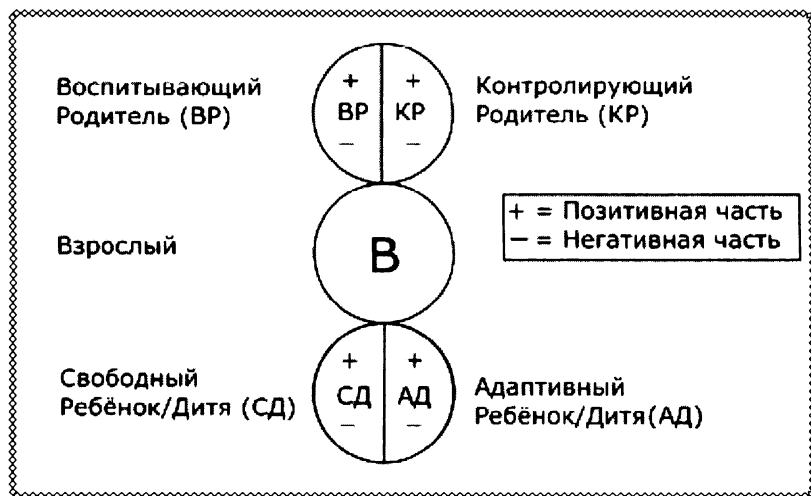 Воспитывающий
Родитель (ВР)
+ +
ВР КР
− −
Контролирующий
Родитель (КР)
Взрослый
В
+ = Позитивная часть
− = Негативная часть
Свободный
Ребёнок/Дитя (СД)
+ +
СД АД
− −
Адаптивный
Ребёнок/Дитя(АД)